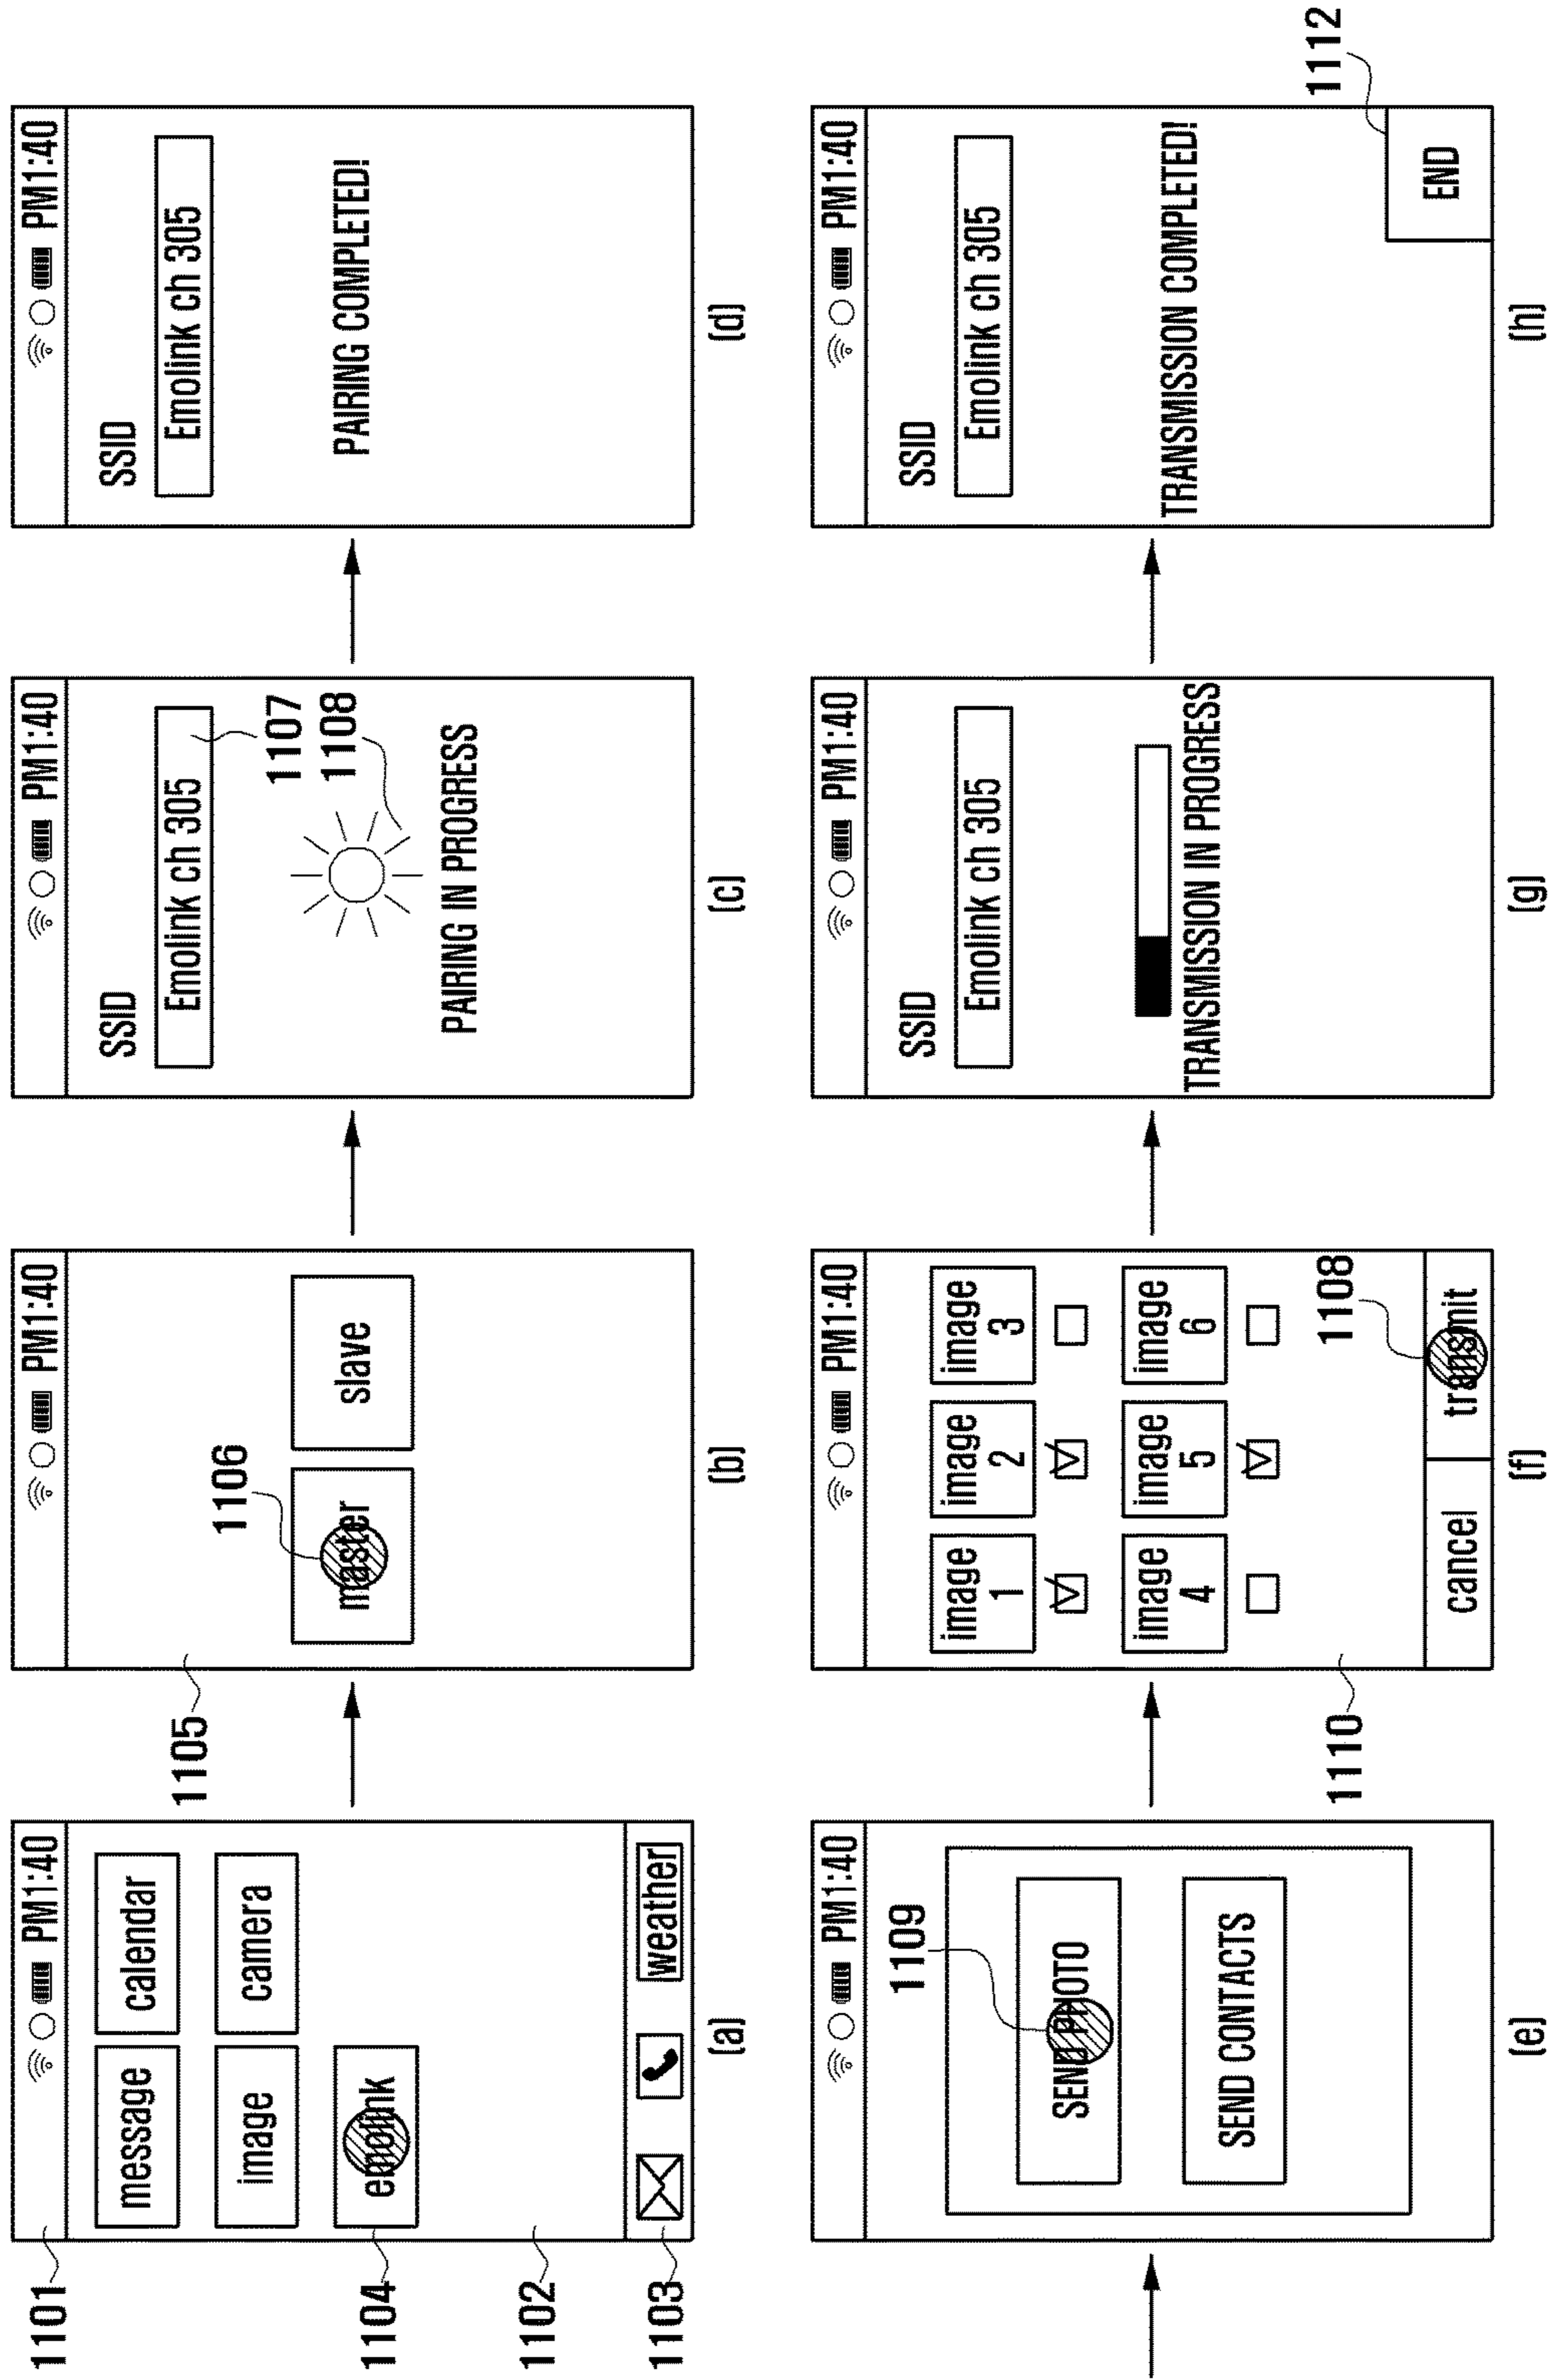 1101
PM1:40
message
calendar
image
camera
1104
emolink
1102
1103
weather
(a)
PM1:40
1105
1106
master
slave
(b)
PM1:40
SSID
Emolink ch 305
1107
1108
PAIRING IN PROGRESS
(c)
PM1:40
SSID
Emolink ch 305
PAIRING COMPLETED!
(d)
PM1:40
1109
SEND PHOTO
SEND CONTACTS
(e)
PM1:40
image 1
image 2
image 3
image 4
image 5
image 6
1110
1108
cancel
transmit
(f)
PM1:40
SSID
Emolink ch 305
TRANSMISSION IN PROGRESS
(g)
PM1:40
SSID
Emolink ch 305
TRANSMISSION COMPLETED!
1112
END
(h)